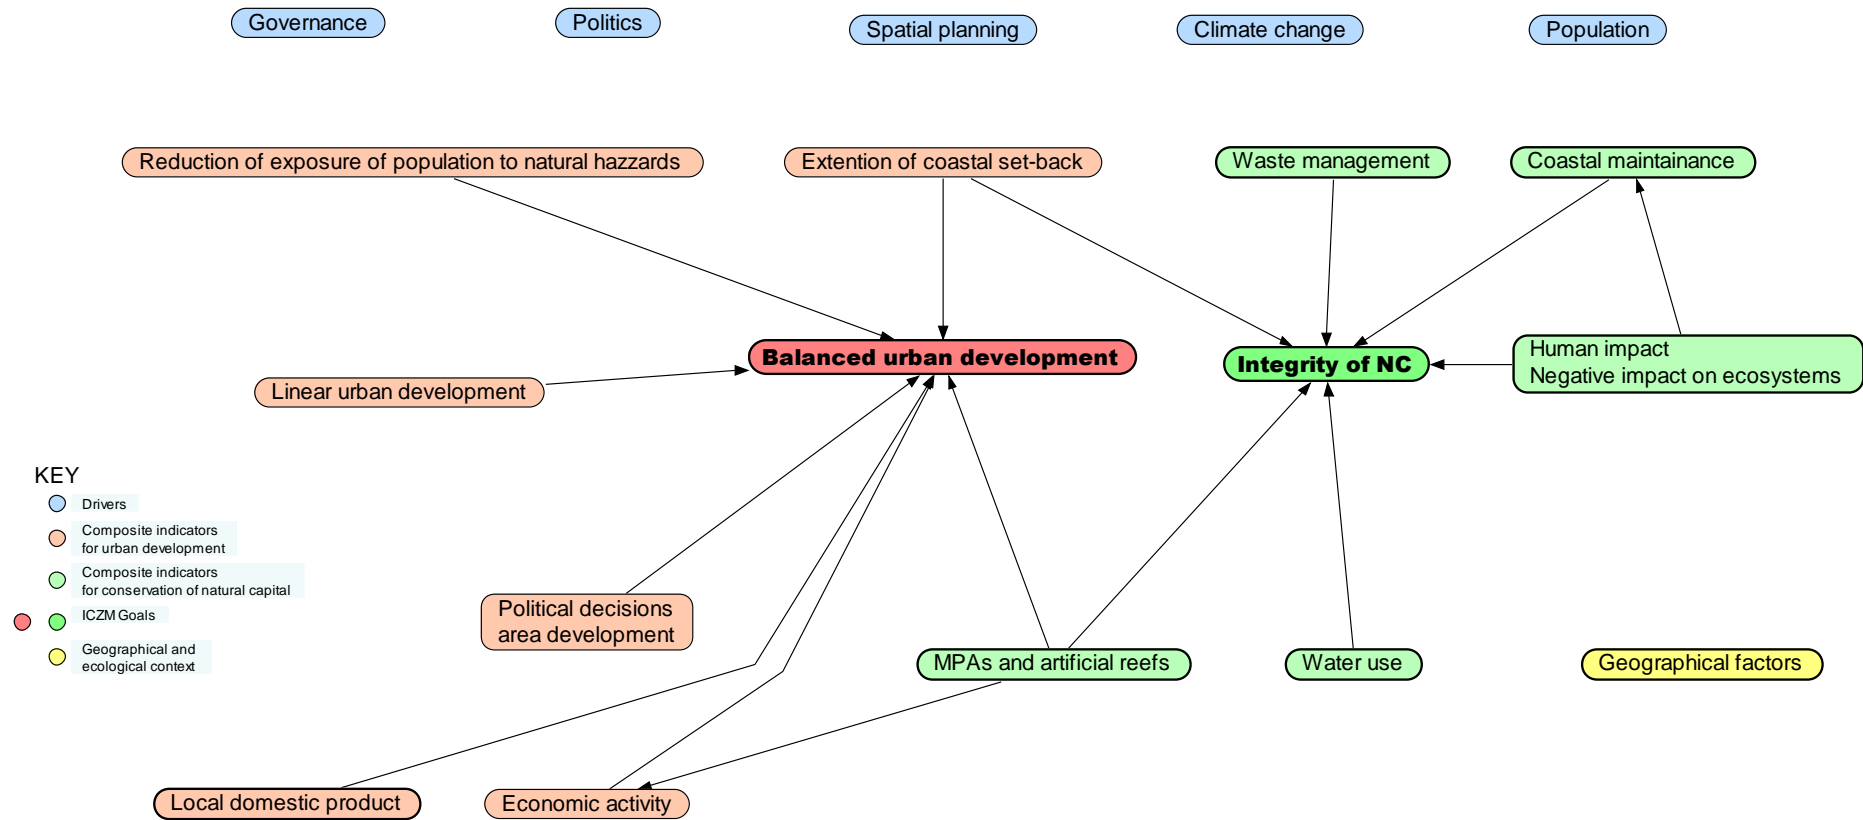 Governance
Politics
Spatial planning
Climate change
Population
Reduction of exposure of population to natural hazzards
Extention of coastal set-back
Waste management
Coastal maintainance
Balanced urban development
Integrity of NC
Human impact
Negative impact on ecosystems
Linear urban development
KEY
Drivers
Composite indicators
for urban development
Composite indicators
for conservation of natural capital
ICZM Goals
Geographical and
ecological context
Political decisions
area development
MPAs and artificial reefs
Water use
Geographical factors
Local domestic product
Economic activity